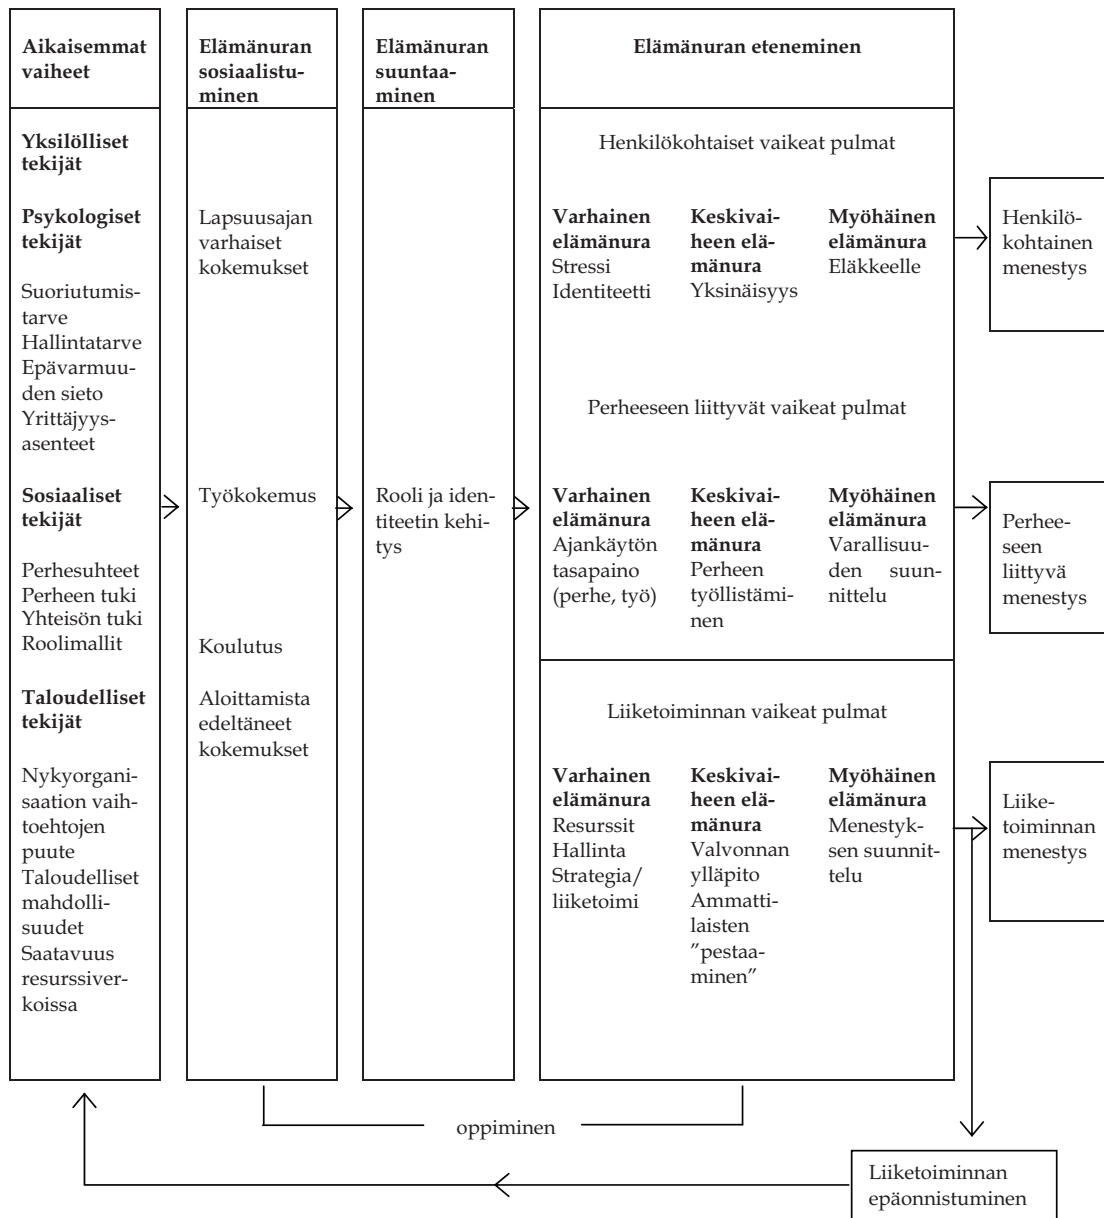 Aikaisemmat
vaiheet
Yksilölliset
tekijät
Psykologiset
tekijät
Suoriutumis-
tarve
Hallintatarve
Epävarmuu-
den sieto
Yrittäjyys-
asenteet
Sosiaaliset
tekijät
Perhesuhteet
Perheen tuki
Yhteisön tuki
Roolimallit
Taloudelliset
tekijät
Nykyorgani-
saation vaih-
toehtojen
puute
Taloudelliset
mahdolli-
suudet
Saatavuus
resurssiver-
koissa
Elämänuran
sosiaalistu-
minen
Lapsuusajan
varhaiset
kokemukset
Työkokemus
Koulutus
Aloittamista
edeltäneet
kokemukset
Elämänuran
suuntaa-
minen
Rooli ja iden-
titeetin kehi-
tys
Elämänuran eteneminen
Henkilökohtaiset vaikeat pulmat
Varhainen
elämänura
Stressi
Identiteetti
Keskivai-
heen elä-
mänura
Yksinäisyys
Myöhäinen
elämänura
Eläkkeelle
Perheeseen liittyvät vaikeat pulmat
Varhainen
elämänura
Ajankäytön
tasapaino
(perhe, työ)
Keskivai-
heen elä-
mänura
Perheen
työllistämi-
nen
Myöhäinen
elämänura
Varallisuu-
den suun-
nittelu
Liiketoiminnan vaikeat pulmat
Varhainen
elämänura
Resurssit
Hallinta
Strategia/
liiketoimi
Keskivai-
heen elä-
mänura
Valvonnan
ylläpito
Ammatti-
laisten
”pestaa-
minen”
Myöhäinen
elämänura
Menestyk-
sen suunnit-
telu
Henkilö-
kohtainen
menestys
Perhee-
seen
liittyvä
menestys
Liike-
toiminnan
menestys
oppiminen
Liiketoiminnan
epäonnistuminen